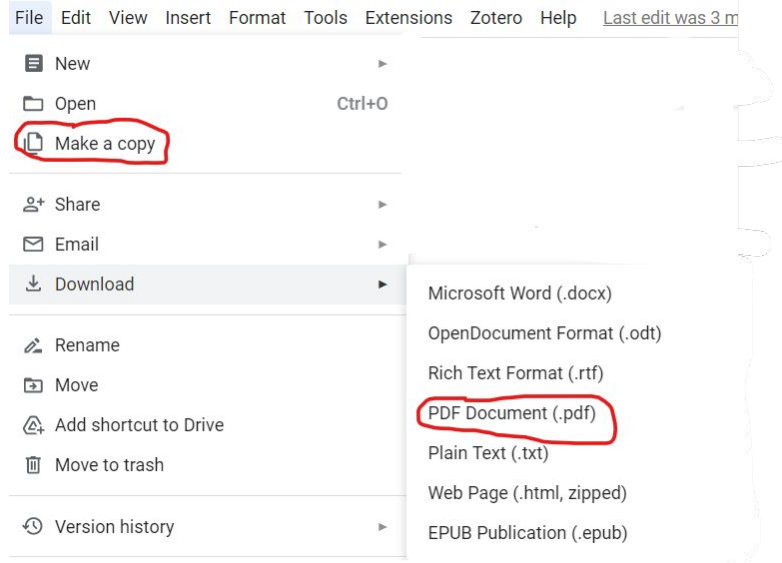 File Edit View Insert Format Tools Extensions Zotero Help Last edit was 3 m
New
Open Ctrl+O
Make a copy
Share
Email
Download
Rename
Move
Add shortcut to Drive
Move to trash
Version history
Microsoft Word (.docx)
OpenDocument Format (.odt)
Rich Text Format (.rtf)
PDF Document (.pdf)
Plain Text (.txt)
Web Page (.html, zipped)
EPUB Publication (.epub)